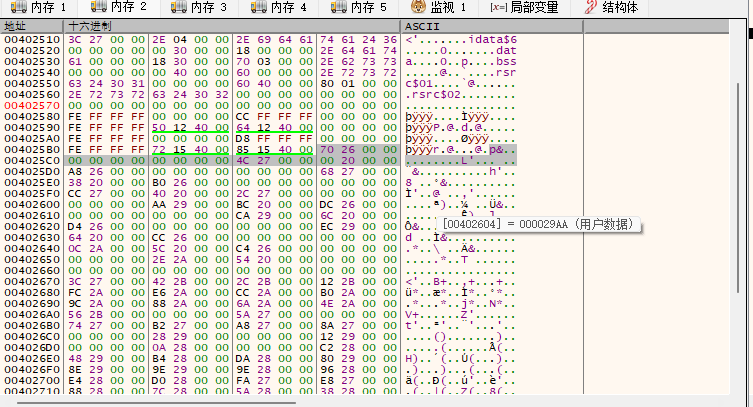 内存 1 内存 2 内存 3 内存 4 内存 5 监视 1 [x=] 局部变量 结构体
地址 十六进制 ASCII
00402510 3C 27 00 00 2E 04 00 00 2E 69 64 61 74 61 24 36 <'.......idata$6
00402520 00 00 00 00 00 30 00 00 18 00 00 00 2E 64 61 74 .....0.......dat
00402530 61 00 00 00 18 30 00 00 70 03 00 00 2E 62 73 73 a....0..p....bss
00402540 00 00 00 00 00 40 00 00 60 00 00 00 2E 72 73 72 .....@..`....rsr
00402550 63 24 30 31 00 00 00 00 60 40 00 00 80 01 00 00 c$01....`@......
00402560 2E 72 73 72 63 24 30 32 00 00 00 00 00 00 00 00 .rsrc$02........
00402570 00 00 00 00 00 00 00 00 00 00 00 00 00 00 00 00 ................
00402580 FE FF FF FF 00 00 00 00 CC FF FF FF 00 00 00 00 þÿÿÿ....Ìÿÿÿ....
00402590 FE FF FF FF 50 12 40 00 64 12 40 00 00 00 00 00 þÿÿÿP.@.d.@.....
004025A0 FE FF FF FF 00 00 00 00 D8 FF FF FF 00 00 00 00 þÿÿÿ....Øÿÿÿ....
004025B0 FE FF FF FF 72 15 40 00 85 15 40 00 70 26 00 00 þÿÿÿr.@...@.p&..
004025C0 00 00 00 00 00 00 00 00 4C 27 00 00 00 20 00 00 ........L'... ..
004025D0 A8 26 00 00 00 00 00 00 00 00 00 00 68 27 00 00 ¨&..........h'..
004025E0 38 20 00 00 B0 26 00 00 00 00 00 00 00 00 00 00 8 ..°&..........
004025F0 CC 27 00 00 40 20 00 00 2C 27 00 00 00 00 00 00 Ì'..@ ..,'......
00402600 00 00 00 00 AA 29 00 00 BC 20 00 00 DC 26 00 00 ....ª)..¼ ..Ü&..
00402610 00 00 00 00 00 00 00 00 CA 29 00 00 6C 20 00 00
[00402604] = 000029AA (用户数据)
00402620 D4 26 00 00 00 00 00 00 00 00 00 00 EC 29 00 00 Ô&
00402630 64 20 00 00 CC 26 00 00 00 00 00 00 00 00 00 00 d ..Ì&..........
00402640 0C 2A 00 00 5C 20 00 00 C4 26 00 00 00 00 00 00 .*..\ ..Ä&......
00402650 00 00 00 00 2E 2A 00 00 54 20 00 00 00 00 00 00 .....*..T ......
00402660 00 00 00 00 00 00 00 00 00 00 00 00 00 00 00 00 ................
00402670 3C 27 00 00 42 2B 00 00 2C 2B 00 00 12 2B 00 00 <'..B+..,+...+..
00402680 FC 2A 00 00 E6 2A 00 00 CC 2A 00 00 B0 2A 00 00 ü*..æ*..Ì*..°*..
00402690 9C 2A 00 00 88 2A 00 00 6A 2A 00 00 4E 2A 00 00 .*...*..j*..N*..
004026A0 56 2B 00 00 00 00 00 00 5A 27 00 00 00 00 00 00 V+......Z'......
004026B0 74 27 00 00 B2 27 00 00 A8 27 00 00 8A 27 00 00 t'..²'..¨'...'..
004026C0 00 00 00 00 28 29 00 00 00 00 00 00 12 29 00 00 ....().......)..
004026D0 00 00 00 00 0A 28 00 00 00 00 00 00 C2 28 00 00 .....(......Â(..
004026E0 48 29 00 00 B4 28 00 00 DA 28 00 00 80 29 00 00 H)..´(..Ú(...)..
004026F0 8E 29 00 00 9E 29 00 00 9E 28 00 00 96 28 00 00 .)...)...(...(..
00402700 E4 28 00 00 D0 28 00 00 FA 27 00 00 E8 27 00 00 ä(..Ð(..ú'..è'..
00402710 88 28 00 00 7C 28 00 00 5A 28 00 00 38 28 00 00